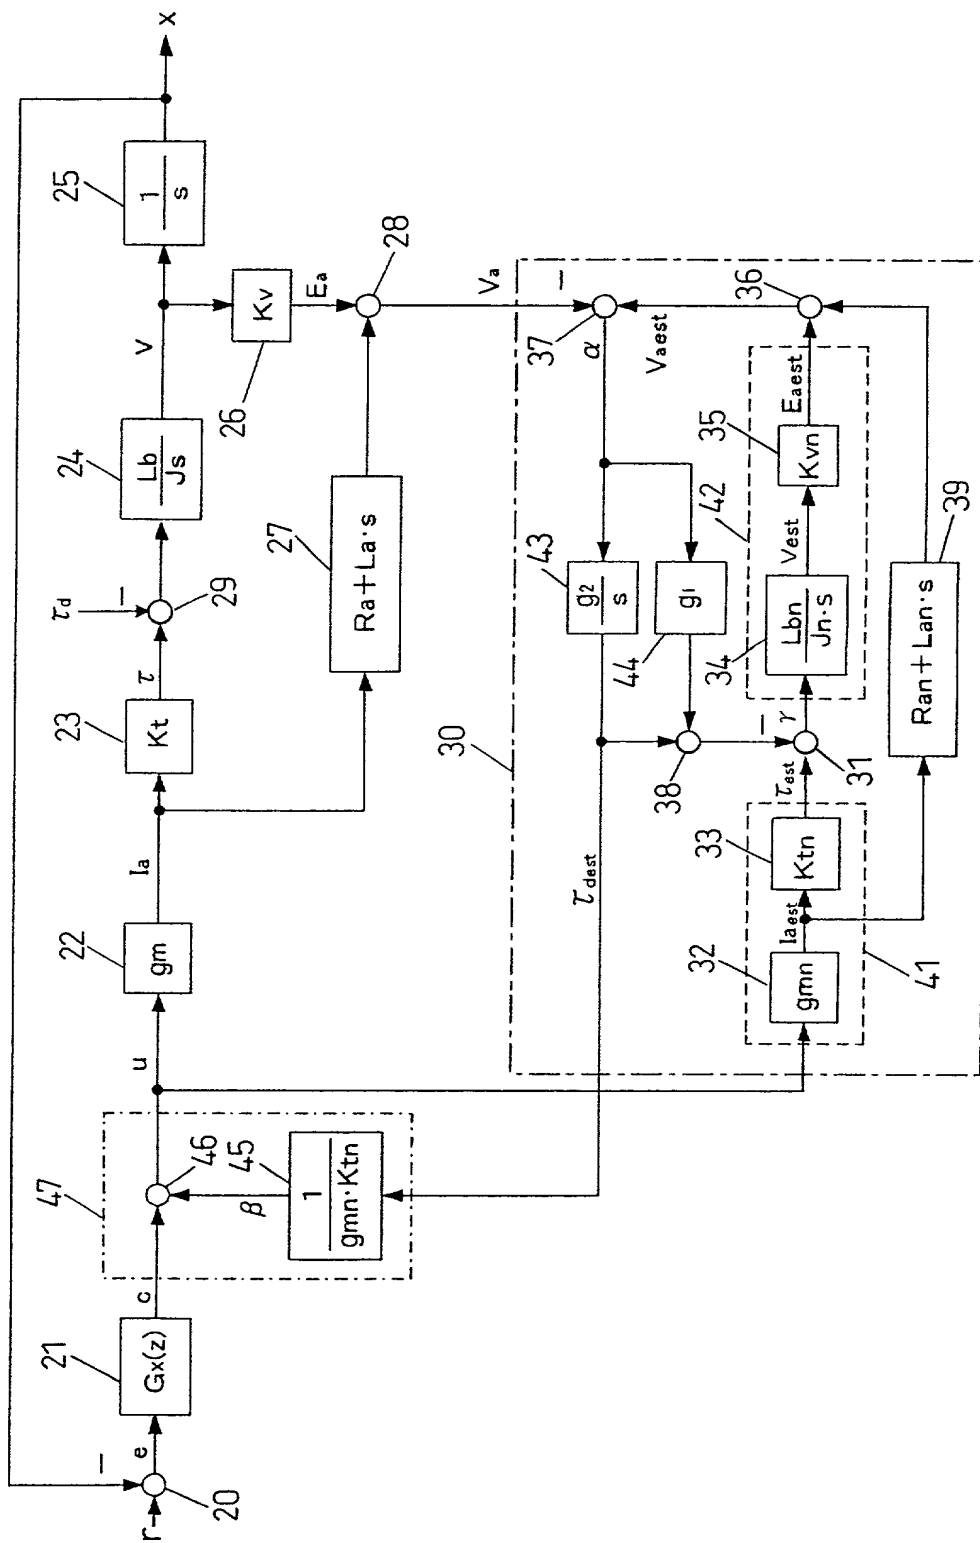 r
20
−
e
21
Gx(z)
c
47
46
β
45
1
gmn·Ktn
u
22
gm
Ia
23
Kt
τ
τd
−
29
24
Lb
Js
V
25
1
s
X
26
Kv
Ea
28
27
Ra+La·s
Va
−
30
37
α
Vaest
36
τdest
43
g2
s
44
g1
38
−
31
γ
τest
41
32
gmn
Iaest
33
Ktn
42
34
Lbn
Jn·s
Vest
35
Kvn
Eaest
39
Ran+Lan·s